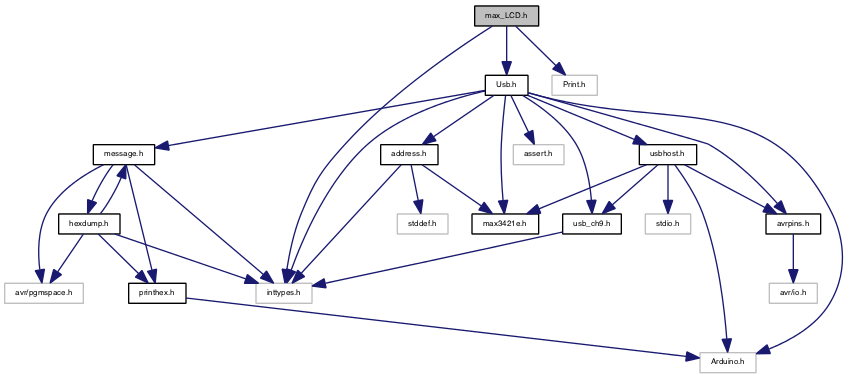 max_LCD.h
Usb.h
Print.h
message.h
address.h
assert.h
usbhost.h
hexdump.h
stddef.h
max3421e.h
usb_ch9.h
stdio.h
avrpins.h
avr/pgmspace.h
printhex.h
inttypes.h
avr/io.h
Arduino.h